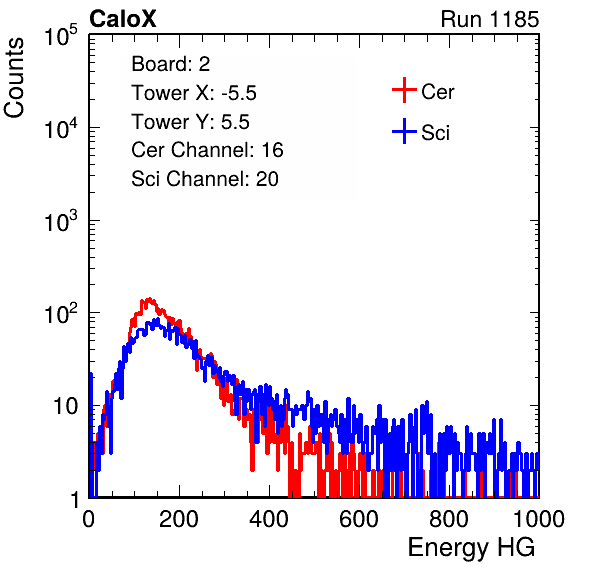 CaloX Run 1185
Counts
Board: 2
Tower X: -5.5
Tower Y: 5.5
Cer Channel: 16
Sci Channel: 20
Cer
Sci
10^5
10^4
10^3
10^2
10
1
0 200 400 600 800 1000
Energy HG